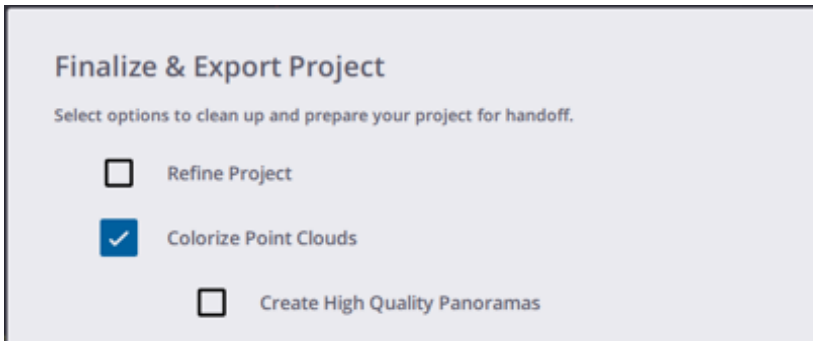 Finalize & Export Project
Select options to clean up and prepare your project for handoff.
Refine Project
Colorize Point Clouds
Create High Quality Panoramas